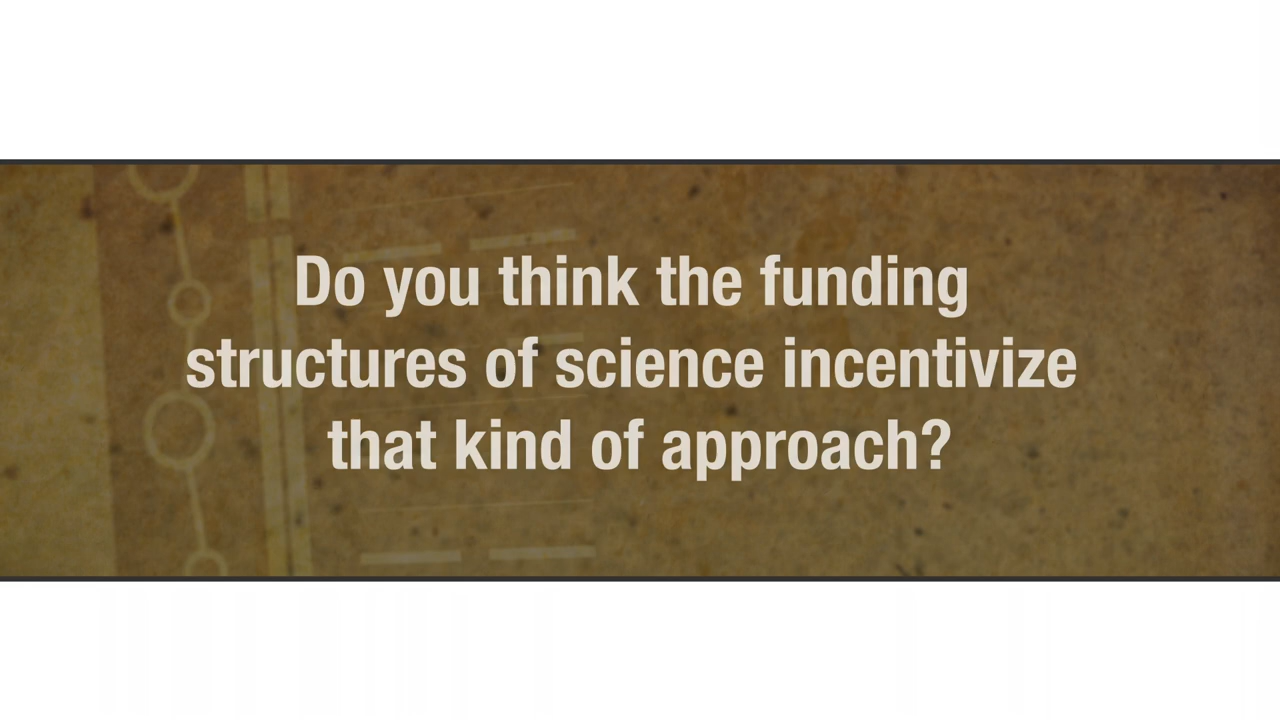 Do you think the funding
structures of science incentivize
that kind of approach?